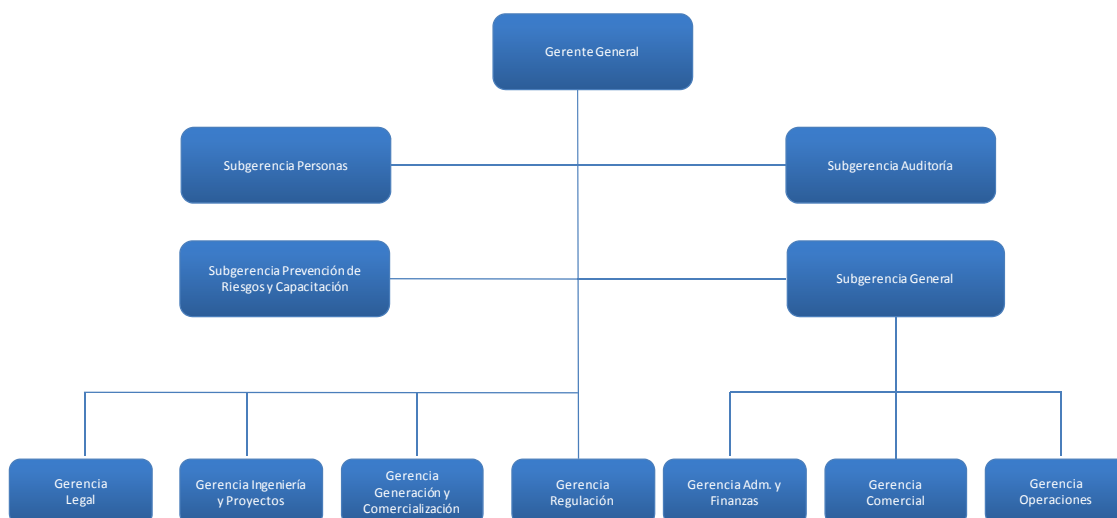 Gerente General
Subgerencia Personas
Subgerencia Auditoría
Subgerencia Prevención de
Riesgos y Capacitación
Subgerencia General
Gerencia
Legal
Gerencia Ingeniería
y Proyectos
Gerencia
Generación y
Comercialización
Gerencia
Regulación
Gerencia Adm. y
Finanzas
Gerencia
Comercial
Gerencia
Operaciones